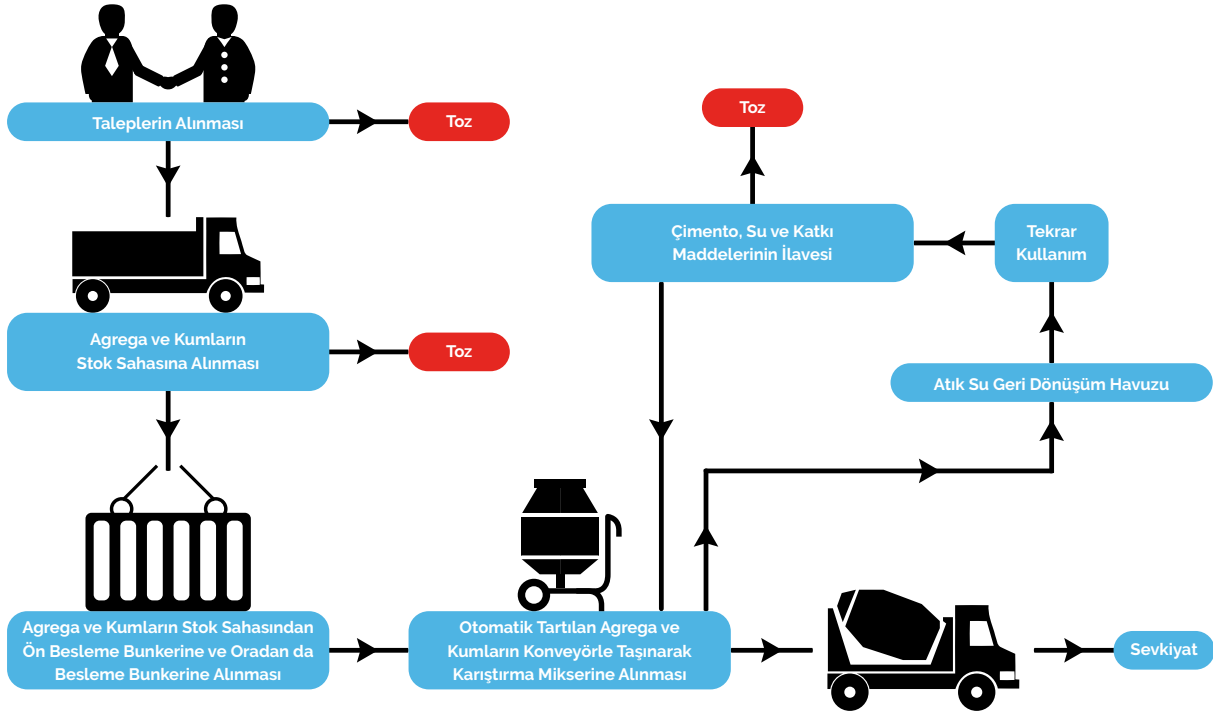 Taleplerin Alınması
Toz
Agrega ve Kumların
Stok Sahasına Alınması
Toz
Agrega ve Kumların Stok Sahasından
Ön Besleme Bunkerine ve Oradan da
Besleme Bunkerine Alınması
Otomatik Tartılan Agrega ve
Kumların Konveyörle Taşınarak
Karıştırma Mikserine Alınması
Toz
Çimento, Su ve Katkı
Maddelerinin İlavesi
Tekrar
Kullanım
Atık Su Geri Dönüşüm Havuzu
Sevkiyat